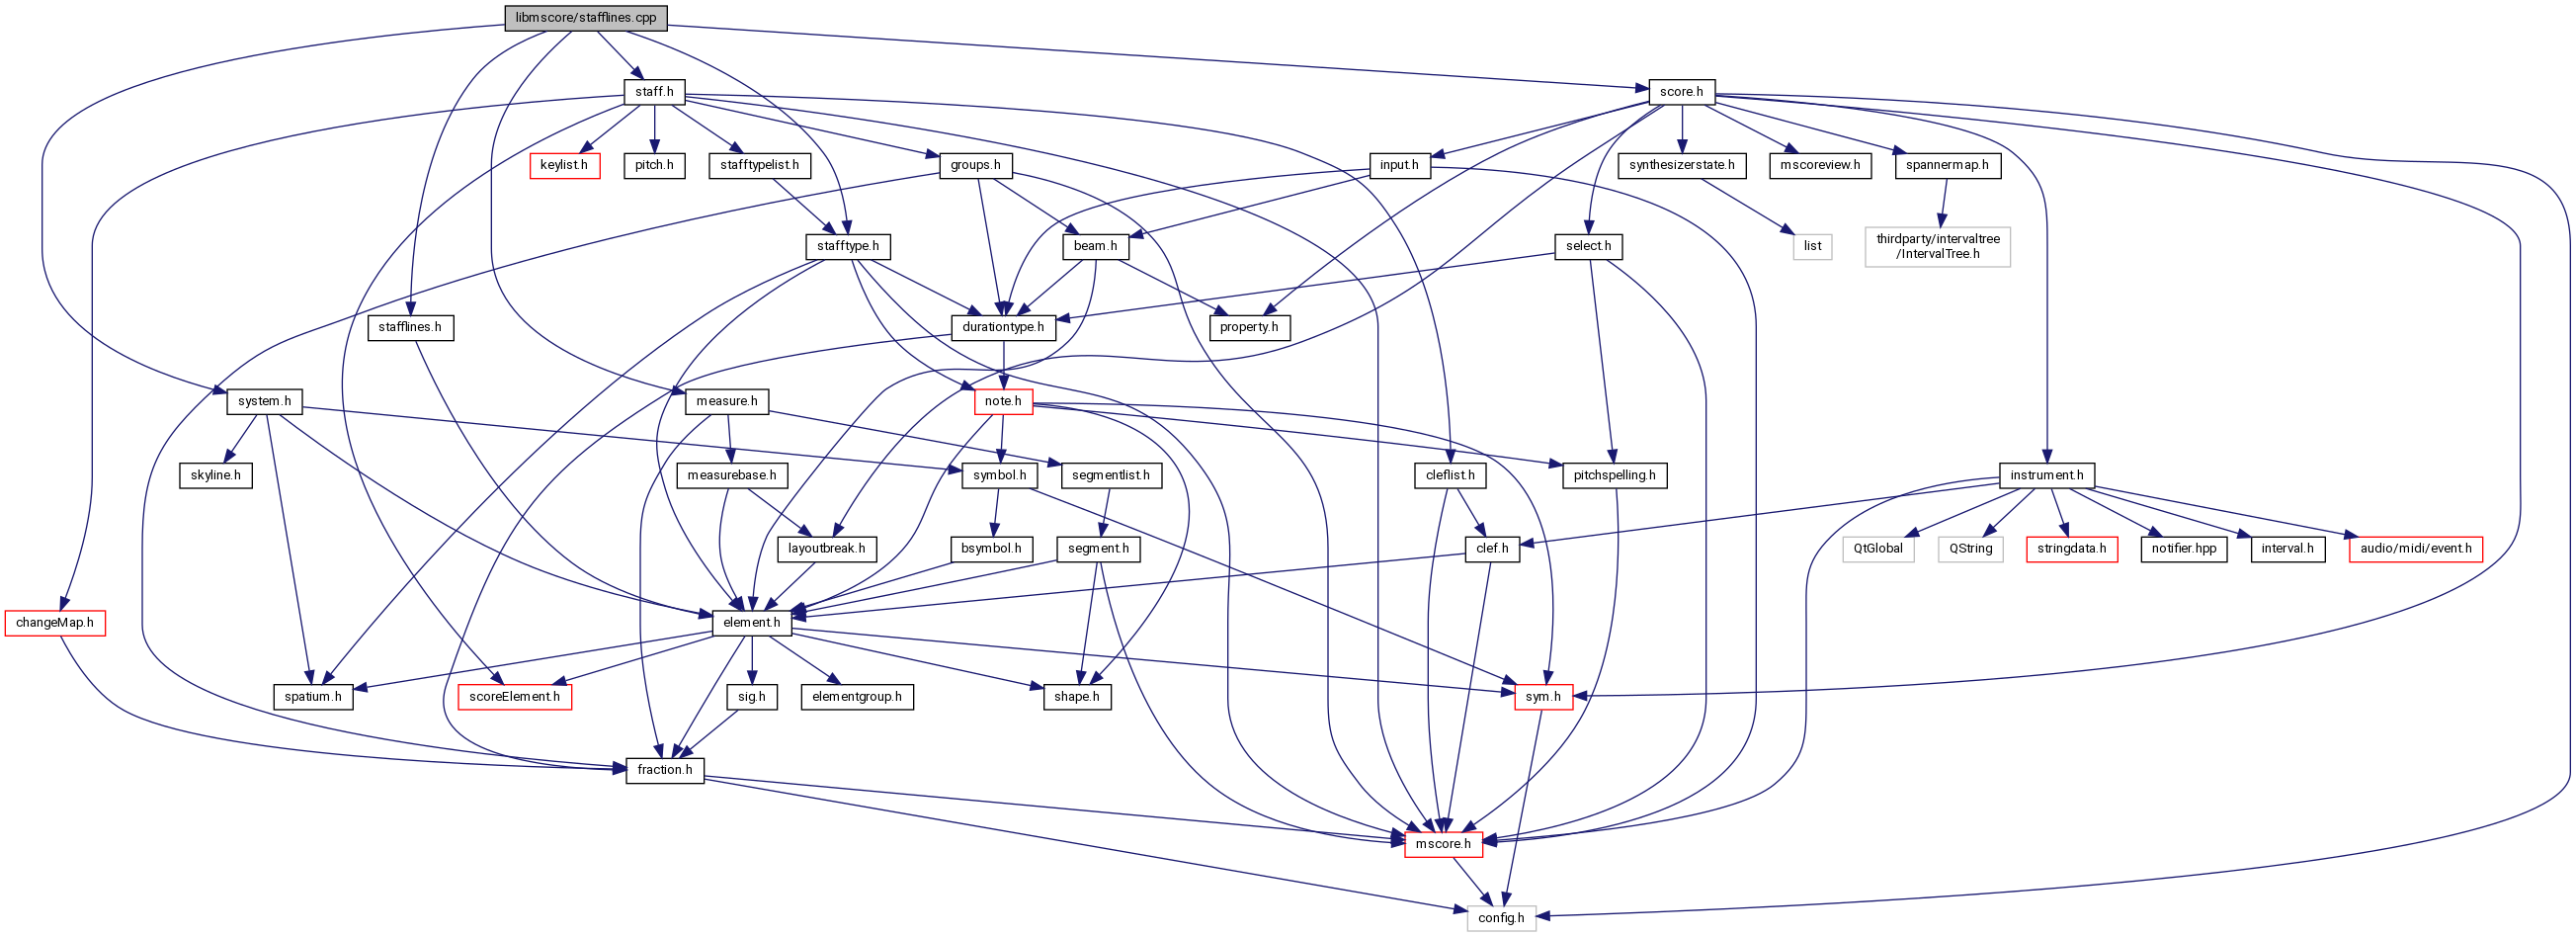 libmscore/stafflines.cpp
staff.h
score.h
keylist.h
pitch.h
stafftypelist.h
groups.h
input.h
synthesizerstate.h
mscoreview.h
spannermap.h
stafftype.h
beam.h
select.h
list
thirdparty/intervaltree
/IntervalTree.h
stafflines.h
durationtype.h
property.h
system.h
measure.h
note.h
skyline.h
measurebase.h
symbol.h
segmentlist.h
cleflist.h
pitchspelling.h
instrument.h
layoutbreak.h
bsymbol.h
segment.h
clef.h
QtGlobal
QString
stringdata.h
notifier.hpp
interval.h
audio/midi/event.h
changeMap.h
element.h
spatium.h
scoreElement.h
sig.h
elementgroup.h
shape.h
sym.h
fraction.h
mscore.h
config.h